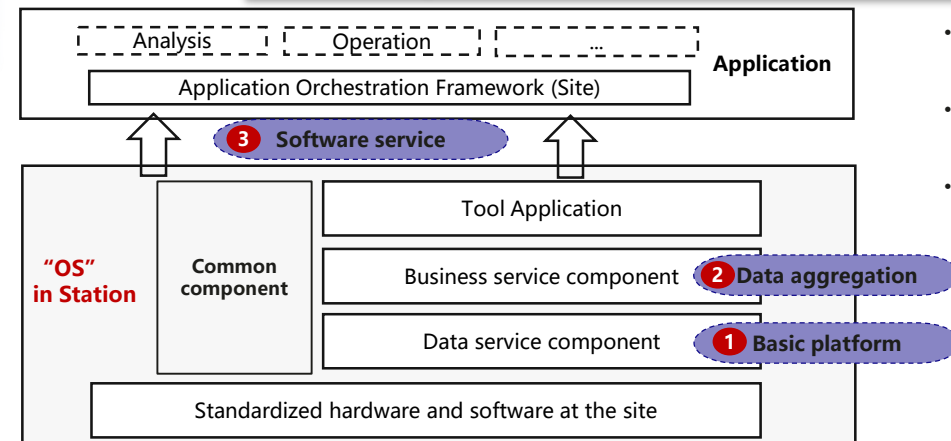 Analysis
Operation
...
Application
Application Orchestration Framework (Site)
3 Software service
Tool Application
“OS”
in Station
Common
component
Business service component
2 Data aggregation
Data service component
1 Basic platform
Standardized hardware and software at the site